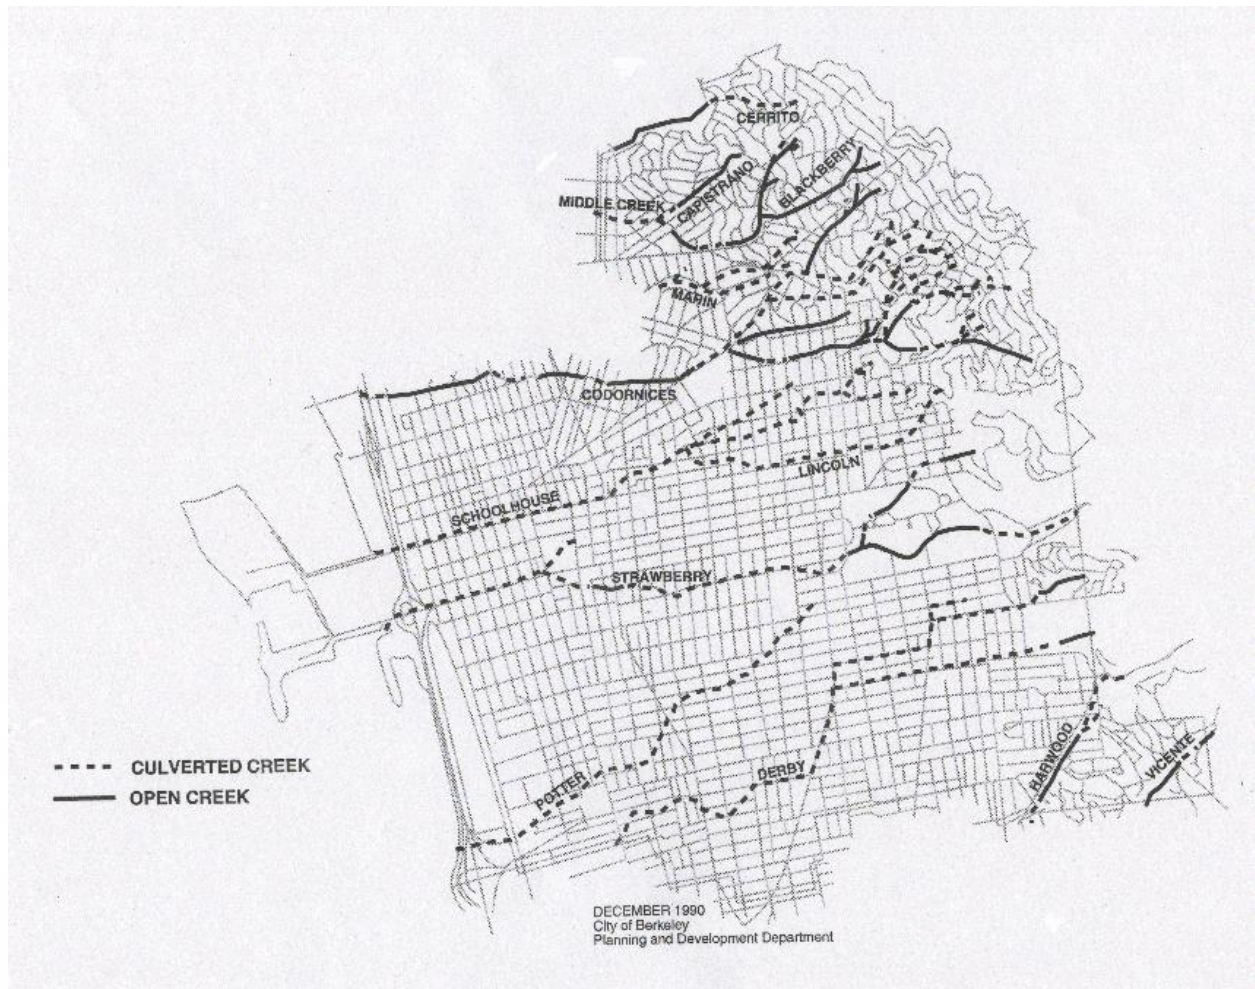 CERRITO
BLACKBERRY
CAPISTRANO
MIDDLE CREEK
MARIN
CODORNICES
LINCOLN
SCHOOLHOUSE
STRAWBERRY
HARWOOD
VICENTE
DERBY
POTTER
CULVERTED CREEK
OPEN CREEK
DECEMBER 1990
City of Berkeley
Planning and Development Department